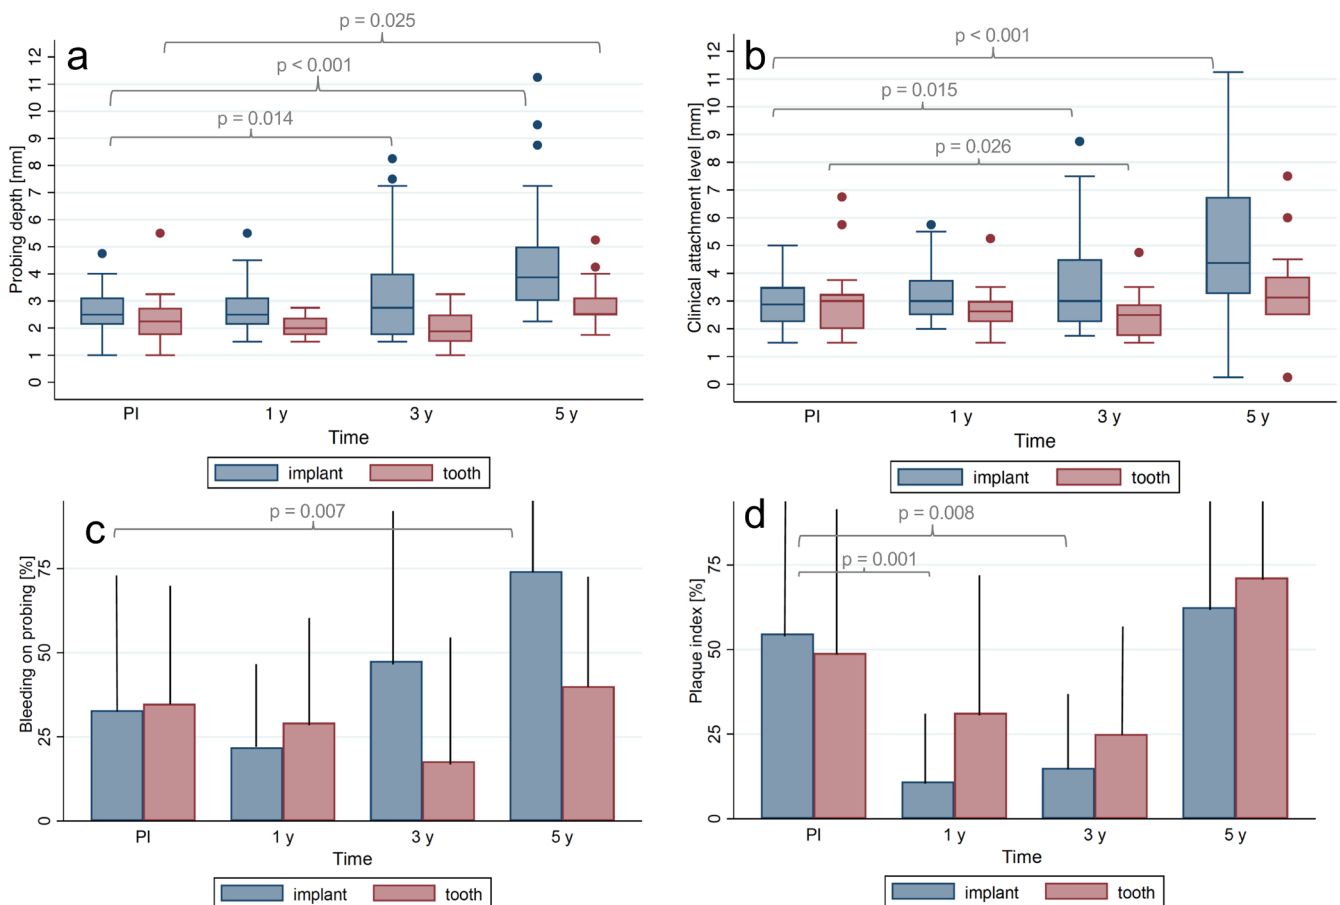 a
p = 0.025
p < 0.001
p = 0.014
Probing depth [mm]
12
11
10
9
8
7
6
5
4
3
2
1
0
PI
1 y
3 y
5 y
Time
implant
tooth
b
p < 0.001
p = 0.015
p = 0.026
Clinical attachment level [mm]
12
11
10
9
8
7
6
5
4
3
2
1
0
PI
1 y
3 y
5 y
Time
implant
tooth
c
p = 0.007
Bleeding on probing [%]
75
50
25
0
PI
1 y
3 y
5 y
Time
implant
tooth
d
p = 0.008
p = 0.001
Plaque index [%]
75
50
25
0
PI
1 y
3 y
5 y
Time
implant
tooth